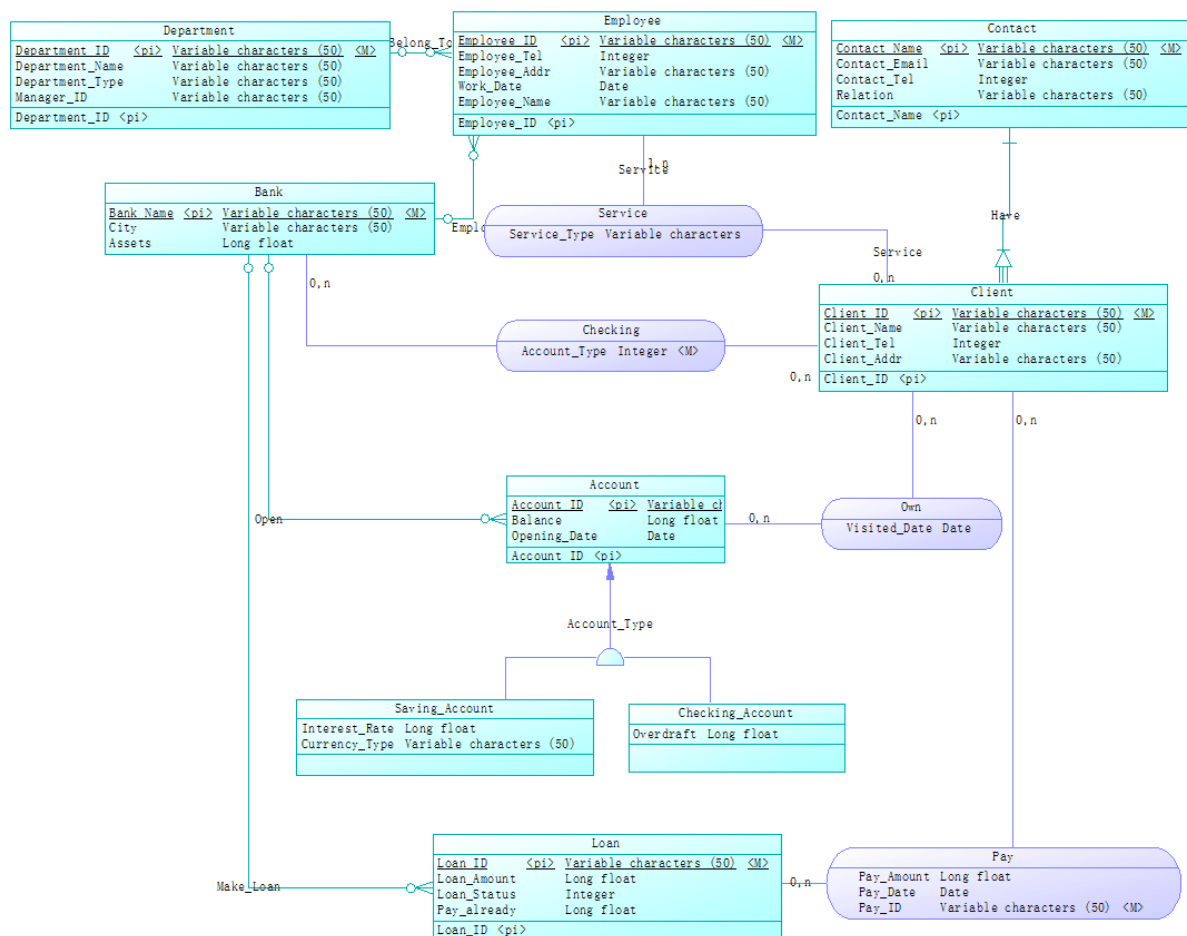 Department
Department_ID <pi> Variable characters (50) <M>
Department_Name Variable characters (50)
Department_Type Variable characters (50)
Manager_ID Variable characters (50)
Department_ID <pi>
Belong_To
Employee
Employee_ID <pi> Variable characters (50) <M>
Employee_Tel Integer
Employee_Addr Variable characters (50)
Work_Date Date
Employee_Name Variable characters (50)
Employee_ID <pi>
Contact
Contact_Name <pi> Variable characters (50) <M>
Contact_Email Variable characters (50)
Contact_Tel Integer
Relation Variable characters (50)
Contact_Name <pi>
1,n
Service
Bank
Bank_Name <pi> Variable characters (50) <M>
City Variable characters (50)
Assets Long float
Emplo
Service
Service_Type Variable characters
Have
Service
0,n
0,n
Client
Client_ID <pi> Variable characters (50) <M>
Client_Name Variable characters (50)
Client_Tel Integer
Client_Addr Variable characters (50)
Client_ID <pi>
Checking
Account_Type Integer <M>
0,n
0,n
0,n
Account
Account_ID <pi> Variable ch
Balance Long float
Opening_Date Date
Account_ID <pi>
Open
0,n
Own
Visited_Date Date
Account_Type
Saving_Account
Interest_Rate Long float
Currency_Type Variable characters (50)
Checking_Account
Overdraft Long float
Loan
Loan_ID <pi> Variable characters (50) <M>
Loan_Amount Long float
Loan_Status Integer
Pay_already Long float
Loan_ID <pi>
Make_Loan
0,n
Pay
Pay_Amount Long float
Pay_Date Date
Pay_ID Variable characters (50) <M>